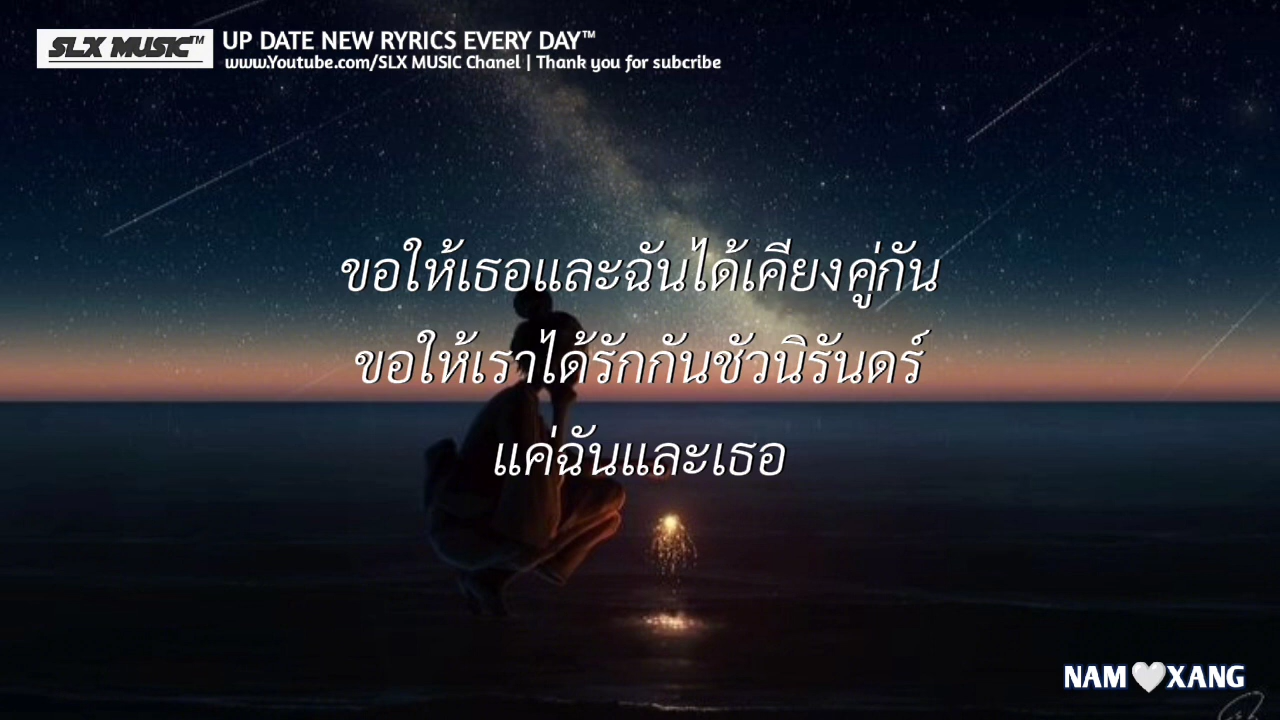 SLX MUSIC™
UP DATE NEW RYRICS EVERY DAY™
www.Youtube.com/SLX MUSIC Chanel | Thank you for subcribe
ขอให้เธอและฉันได้เคียงคู่กัน
ขอให้เราได้รักกันชัวนิรันดร์
แค่ฉันและเธอ
NAM🤍XANG